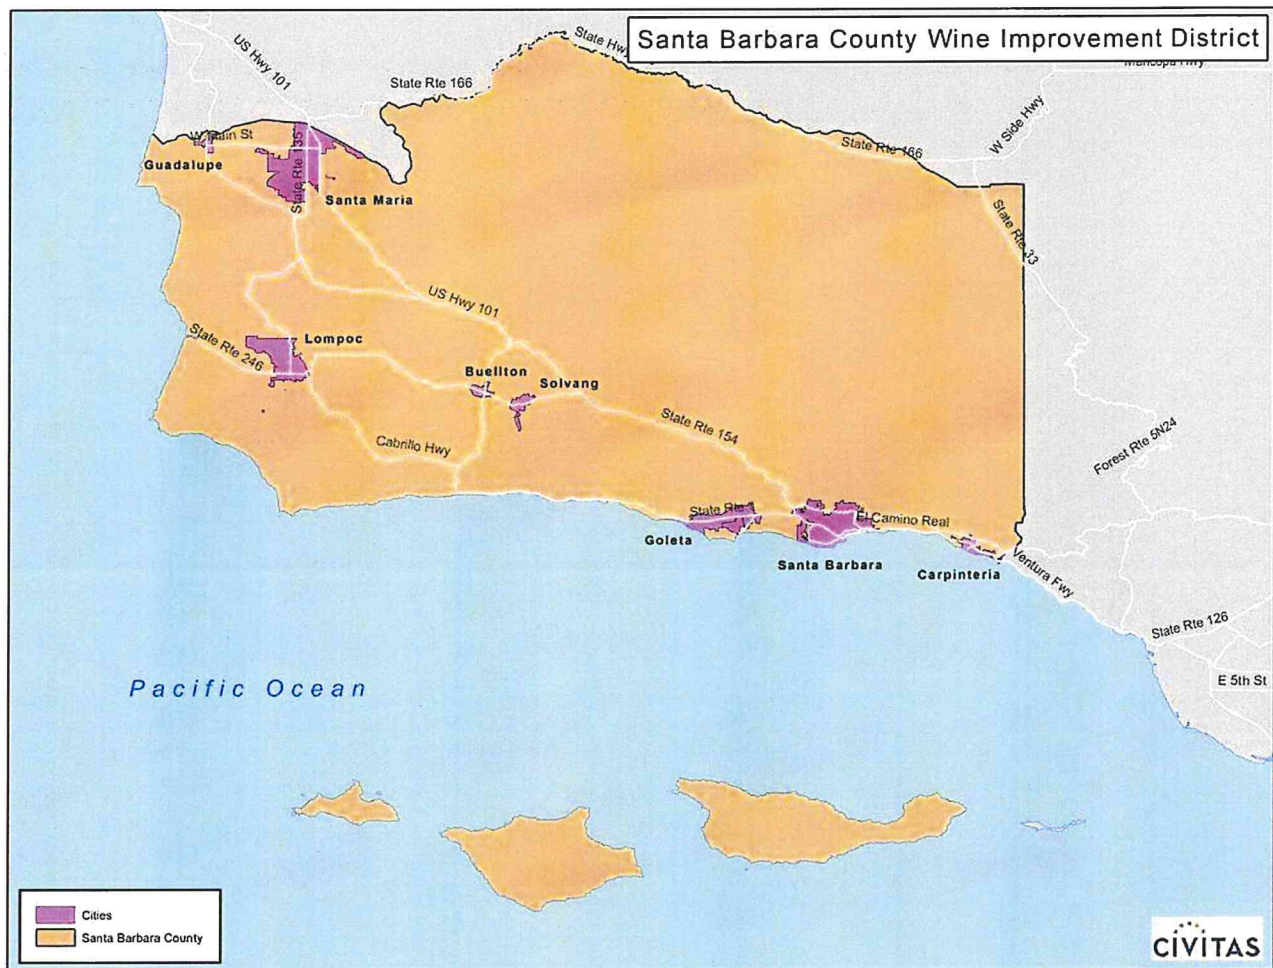 Santa Barbara County Wine Improvement District
US Hwy 101
State Rte 166
State Hwy
Maricopa Hwy
W Side Hwy
State Rte 166
W Main St
State Rte 135
Guadalupe
Santa Maria
State Rte 33
US Hwy 101
State Rte 246
Lompoc
Buellton
Solvang
State Rte 154
Cabrillo Hwy
Forest Rte 5N24
State Rte
El Camino Real
Goleta
Santa Barbara
Carpinteria
Ventura Fwy
State Rte 126
E 5th St
Pacific Ocean
Cities
Santa Barbara County
CIVITAS